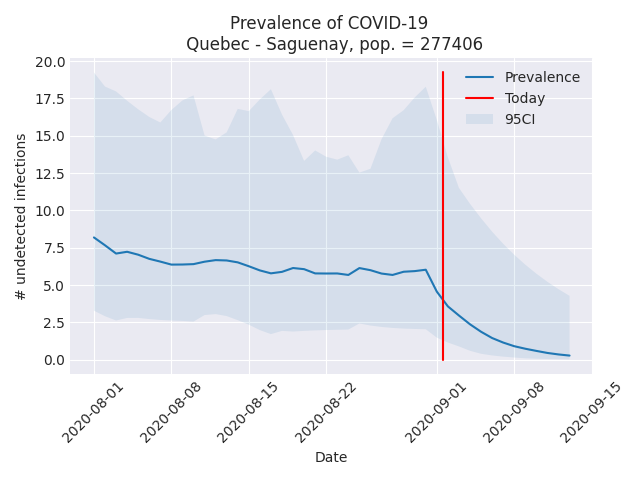 Prevalence of COVID-19
Quebec - Saguenay, pop. = 277406
20.0
17.5
15.0
12.5
10.0
7.5
5.0
2.5
0.0
# undetected infections
Prevalence
Today
95CI
2020-08-01
2020-08-08
2020-08-15
2020-08-22
2020-09-01
2020-09-08
2020-09-15
Date